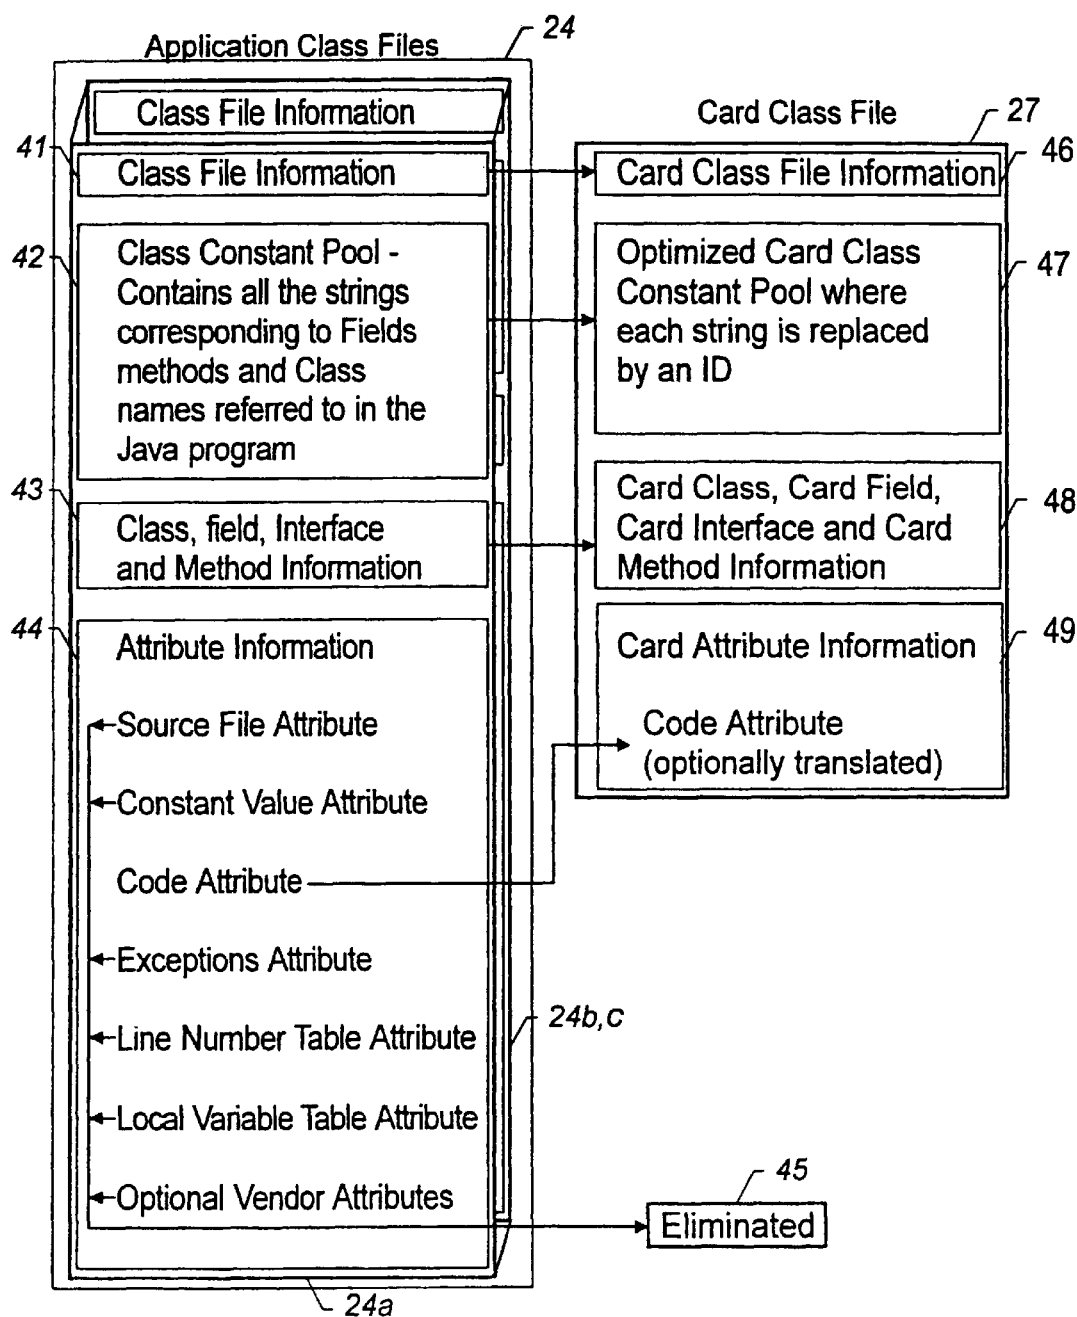 24
Application Class Files
Class File Information
Card Class File
27
41
Class File Information
Card Class File Information
46
42
Class Constant Pool -
Contains all the strings
corresponding to Fields
methods and Class
names referred to in the
Java program
Optimized Card Class
Constant Pool where
each string is replaced
by an ID
47
43
Class, field, Interface
and Method Information
Card Class, Card Field,
Card Interface and Card
Method Information
48
44
Attribute Information
Source File Attribute
Constant Value Attribute
Code Attribute
Exceptions Attribute
Line Number Table Attribute
Local Variable Table Attribute
Optional Vendor Attributes
Card Attribute Information
Code Attribute
(optionally translated)
49
24b,c
45
Eliminated
24a